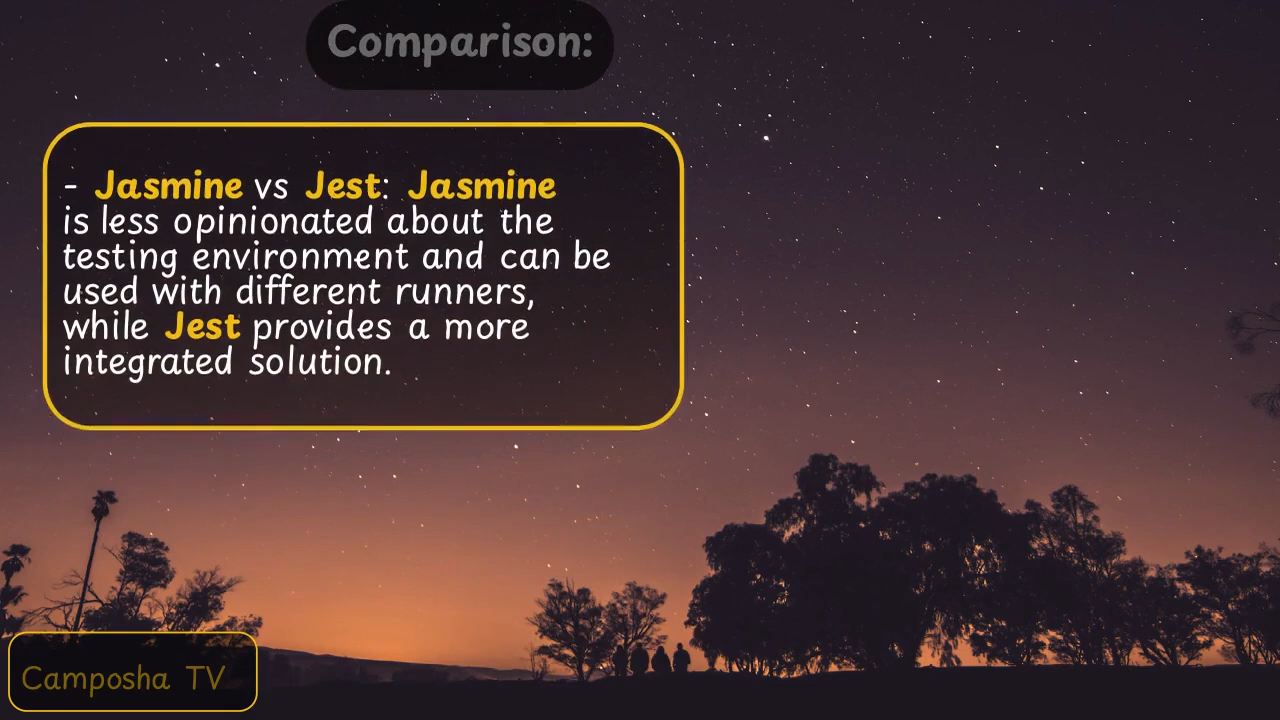 Comparison:
- Jasmine vs Jest: Jasmine
is less opinionated about the
testing environment and can be
used with different runners,
while Jest provides a more
integrated solution.
Camposha TV